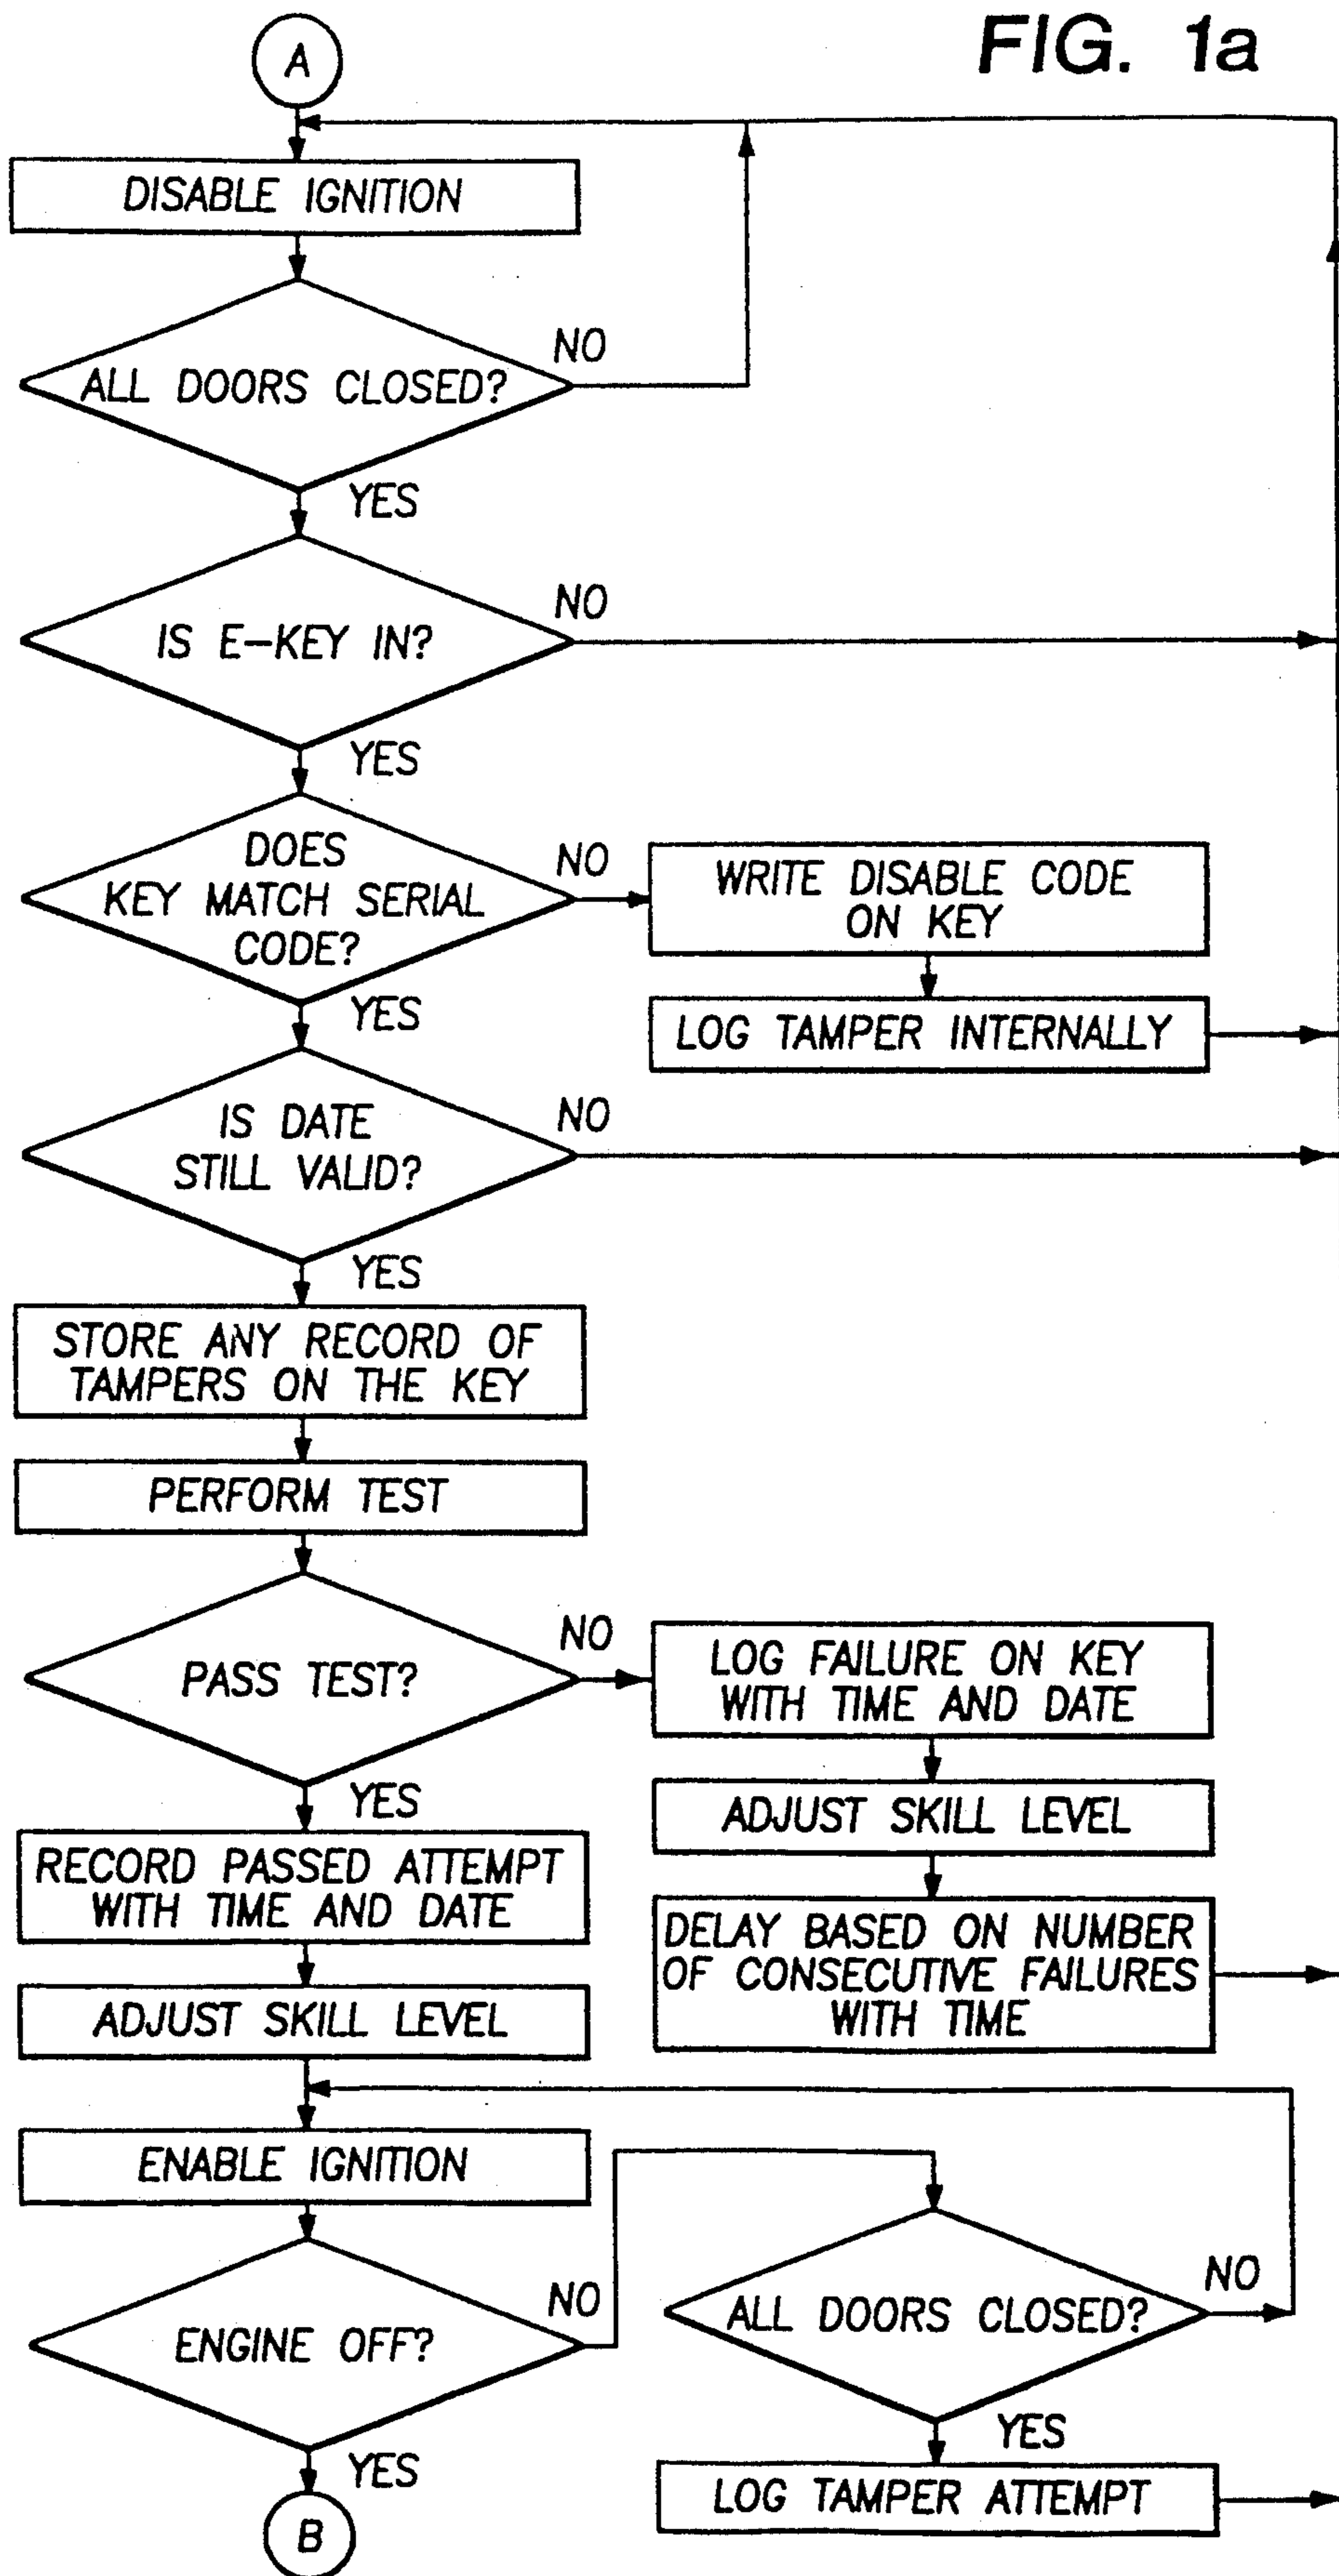 FIG. 1a
A
DISABLE IGNITION
ALL DOORS CLOSED?
NO
YES
IS E-KEY IN?
NO
YES
DOES
KEY MATCH SERIAL
CODE?
NO
WRITE DISABLE CODE
ON KEY
LOG TAMPER INTERNALLY
YES
IS DATE
STILL VALID?
NO
YES
STORE ANY RECORD OF
TAMPERS ON THE KEY
PERFORM TEST
PASS TEST?
NO
LOG FAILURE ON KEY
WITH TIME AND DATE
ADJUST SKILL LEVEL
DELAY BASED ON NUMBER
OF CONSECUTIVE FAILURES
WITH TIME
YES
RECORD PASSED ATTEMPT
WITH TIME AND DATE
ADJUST SKILL LEVEL
ENABLE IGNITION
ENGINE OFF?
NO
ALL DOORS CLOSED?
NO
YES
LOG TAMPER ATTEMPT
YES
B